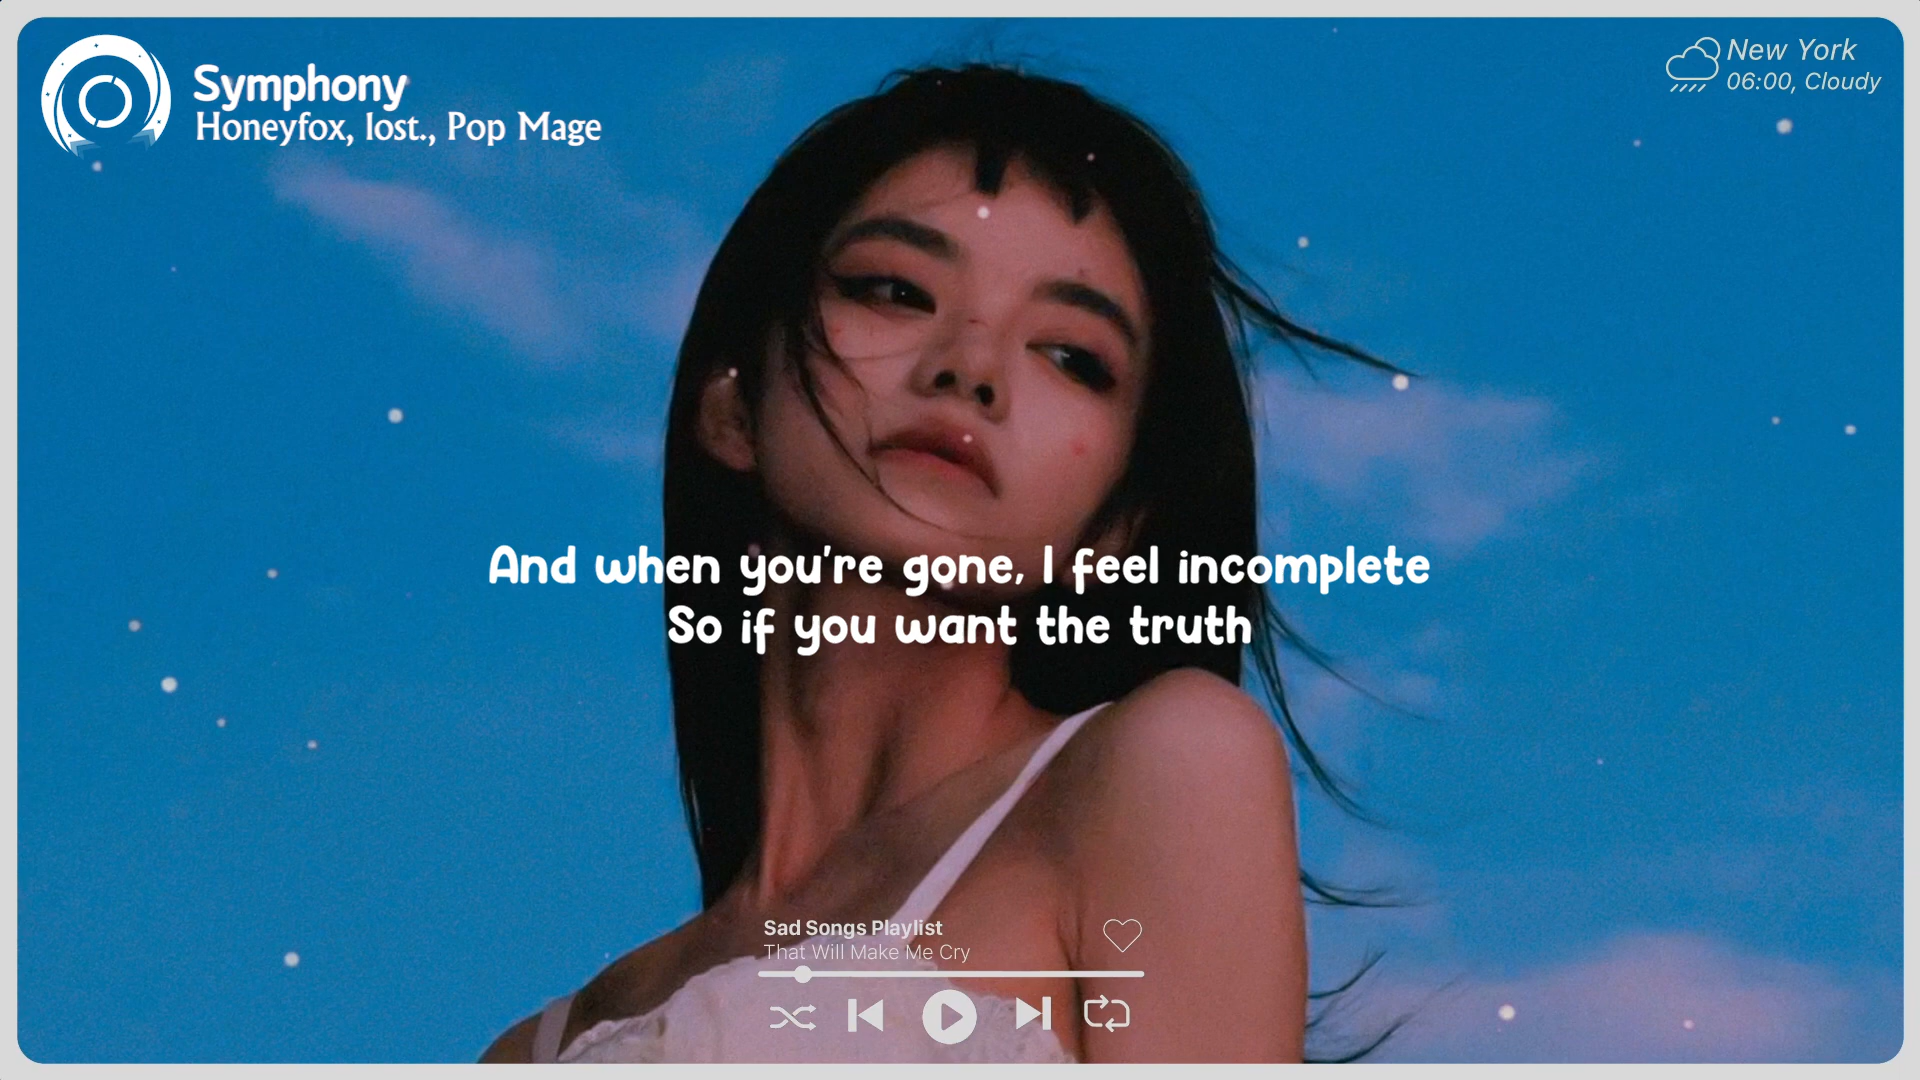 Symphony
Honeyfox, lost., Pop Mage
New York
06:00, Cloudy
And when you're gone, I feel incomplete
So if you want the truth
Sad Songs Playlist
That Will Make Me Cry